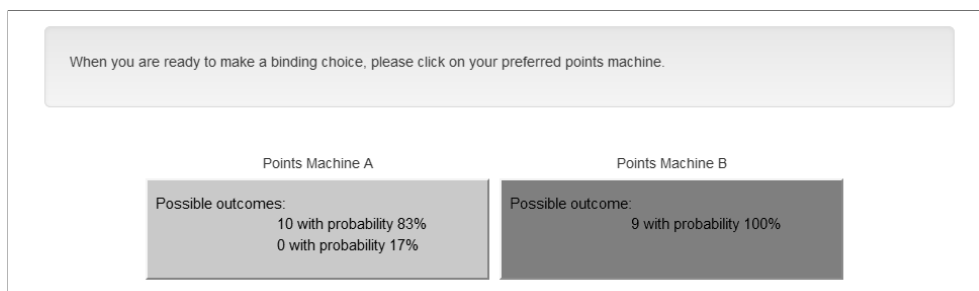 When you are ready to make a binding choice, please click on your preferred points machine.
Points Machine A
Possible outcomes:
10 with probability 83%
0 with probability 17%
Points Machine B
Possible outcome:
9 with probability 100%